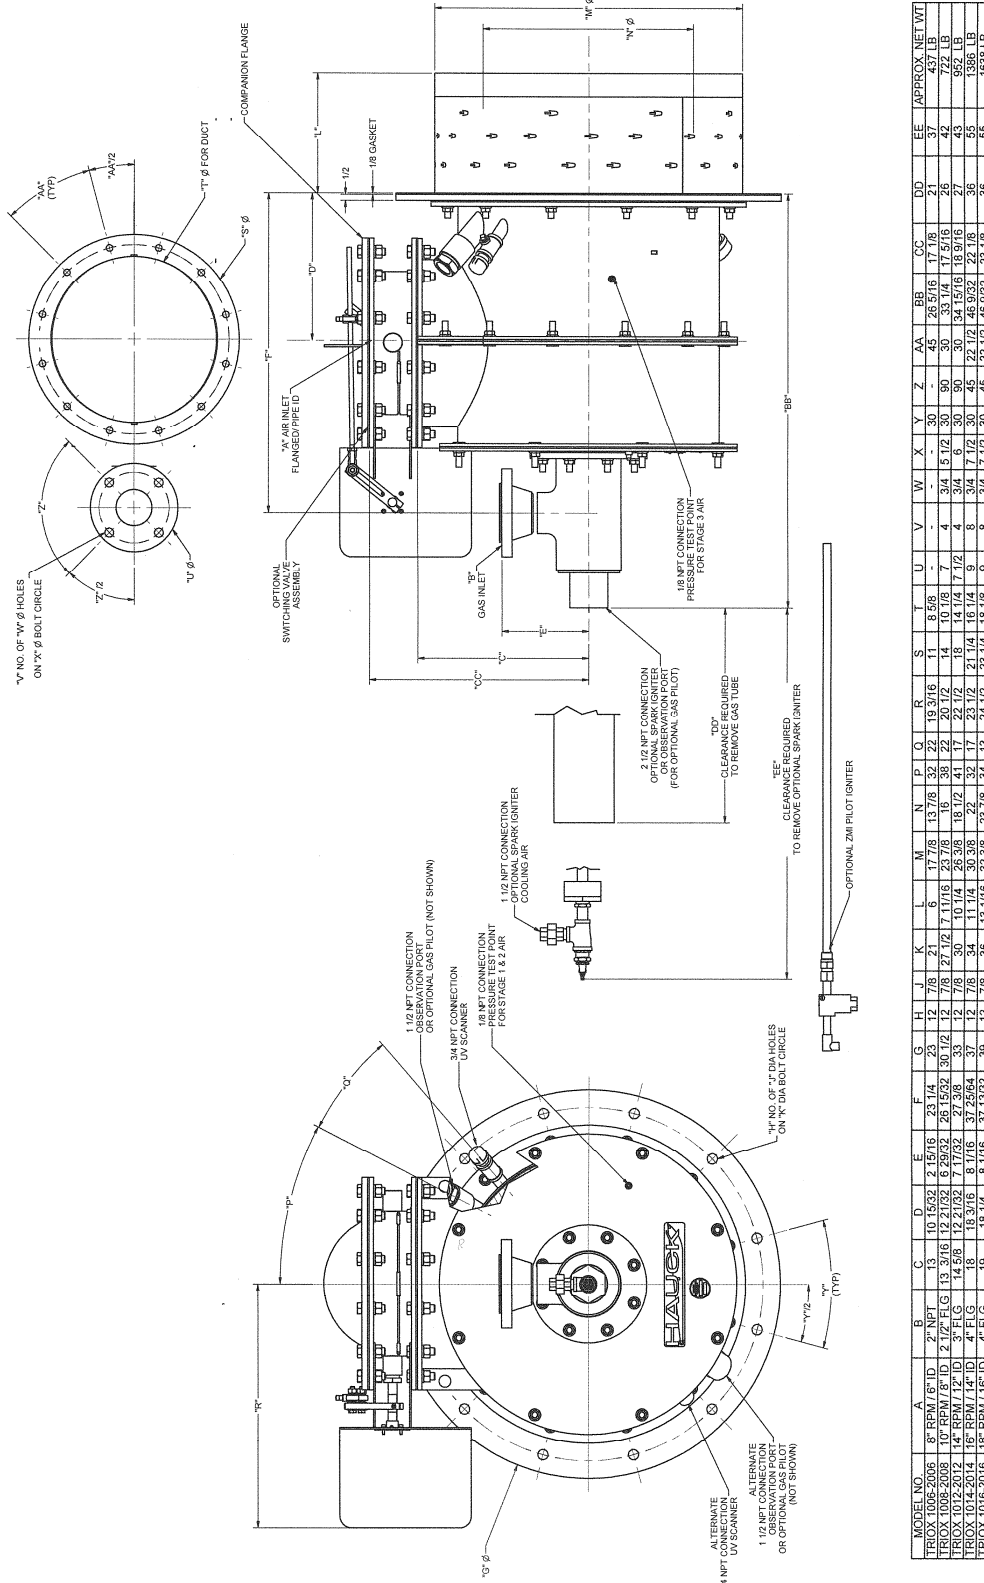 "V" NO. OF "W" Ø HOLES
ON "X" Ø BOLT CIRCLE
"Z"
"Z"/2
"U" Ø
"AA"
(TYP)
"AA"/2
"T" Ø FOR DUCT
"S" Ø
COMPANION FLANGE
OPTIONAL
SWITCHING VALVE
ASSEMBLY
"A" AIR INLET
FLANGED/PIPE ID
"F"
"D"
1/2
1/8 GASKET
"L"
"M" Ø
"N" Ø
"B"
GAS INLET
"E"
"C"
"CC"
"BB"
1/8 NPT CONNECTION
PRESSURE TEST POINT
FOR STAGE 3 AIR
2 1/2 NPT CONNECTION
OPTIONAL SPARK IGNITER
OR OBSERVATION PORT
(FOR OPTIONAL GAS PILOT)
"DD"
CLEARANCE REQUIRED
TO REMOVE GAS TUBE
"EE"
CLEARANCE REQUIRED
TO REMOVE OPTIONAL SPARK IGNITER
1 1/2 NPT CONNECTION
OPTIONAL SPARK IGNITER
COOLING AIR
OPTIONAL ZMI PILOT IGNITER
1 1/2 NPT CONNECTION
OBSERVATION PORT
OR OPTIONAL GAS PILOT (NOT SHOWN)
3/4 NPT CONNECTION
UV SCANNER
1/8 NPT CONNECTION
PRESSURE TEST POINT
FOR STAGE 1 & 2 AIR
"R"
"P"
"Q"
"G" Ø
HAUCK
"H" NO. OF "J" DIA HOLES
ON "K" DIA BOLT CIRCLE
"Y"/2
"Y"
(TYP)
ALTERNATE
4 NPT CONNECTION
UV SCANNER
ALTERNATE
1 1/2 NPT CONNECTION
OBSERVATION PORT
OR OPTIONAL GAS PILOT
(NOT SHOWN)
MODEL NO. A B C D E F G H J K L M N P Q R S T U V W X Y Z AA BB CC DD EE APPROX. NET WT
TRIOX 1006-2006 8" RPM / 6" ID 2" NPT 13 10 15/32 2 15/16 23 1/4 23 12 7/8 21 6 17 7/8 13 7/8 32 22 19 3/16 11 8 5/8 - - - - 30 - 45 26 5/16 17 1/8 21 37 437 LB
TRIOX 1008-2008 10" RPM / 8" ID 2 1/2" FLG 13 3/16 12 21/32 6 29/32 26 15/32 30 1/2 12 7/8 27 1/2 7 11/16 23 7/8 16 38 22 20 1/2 14 10 1/8 7 4 3/4 5 1/2 30 90 30 33 1/4 17 5/16 26 42 722 LB
TRIOX 1012-2012 14" RPM / 12" ID 3" FLG 14 5/8 12 21/32 7 17/32 27 3/8 33 12 7/8 30 10 1/4 26 3/8 18 1/2 41 17 22 1/2 18 14 1/4 7 1/2 4 3/4 6 30 90 30 34 15/16 18 9/16 27 43 952 LB
TRIOX 1014-2014 16" RPM / 14" ID 4" FLG 18 18 3/16 8 1/16 37 25/64 37 12 7/8 34 11 1/4 30 3/8 22 32 17 23 1/2 21 1/4 16 1/4 9 8 3/4 7 1/2 30 45 22 1/2 46 9/32 22 1/8 36 55 1386 LB